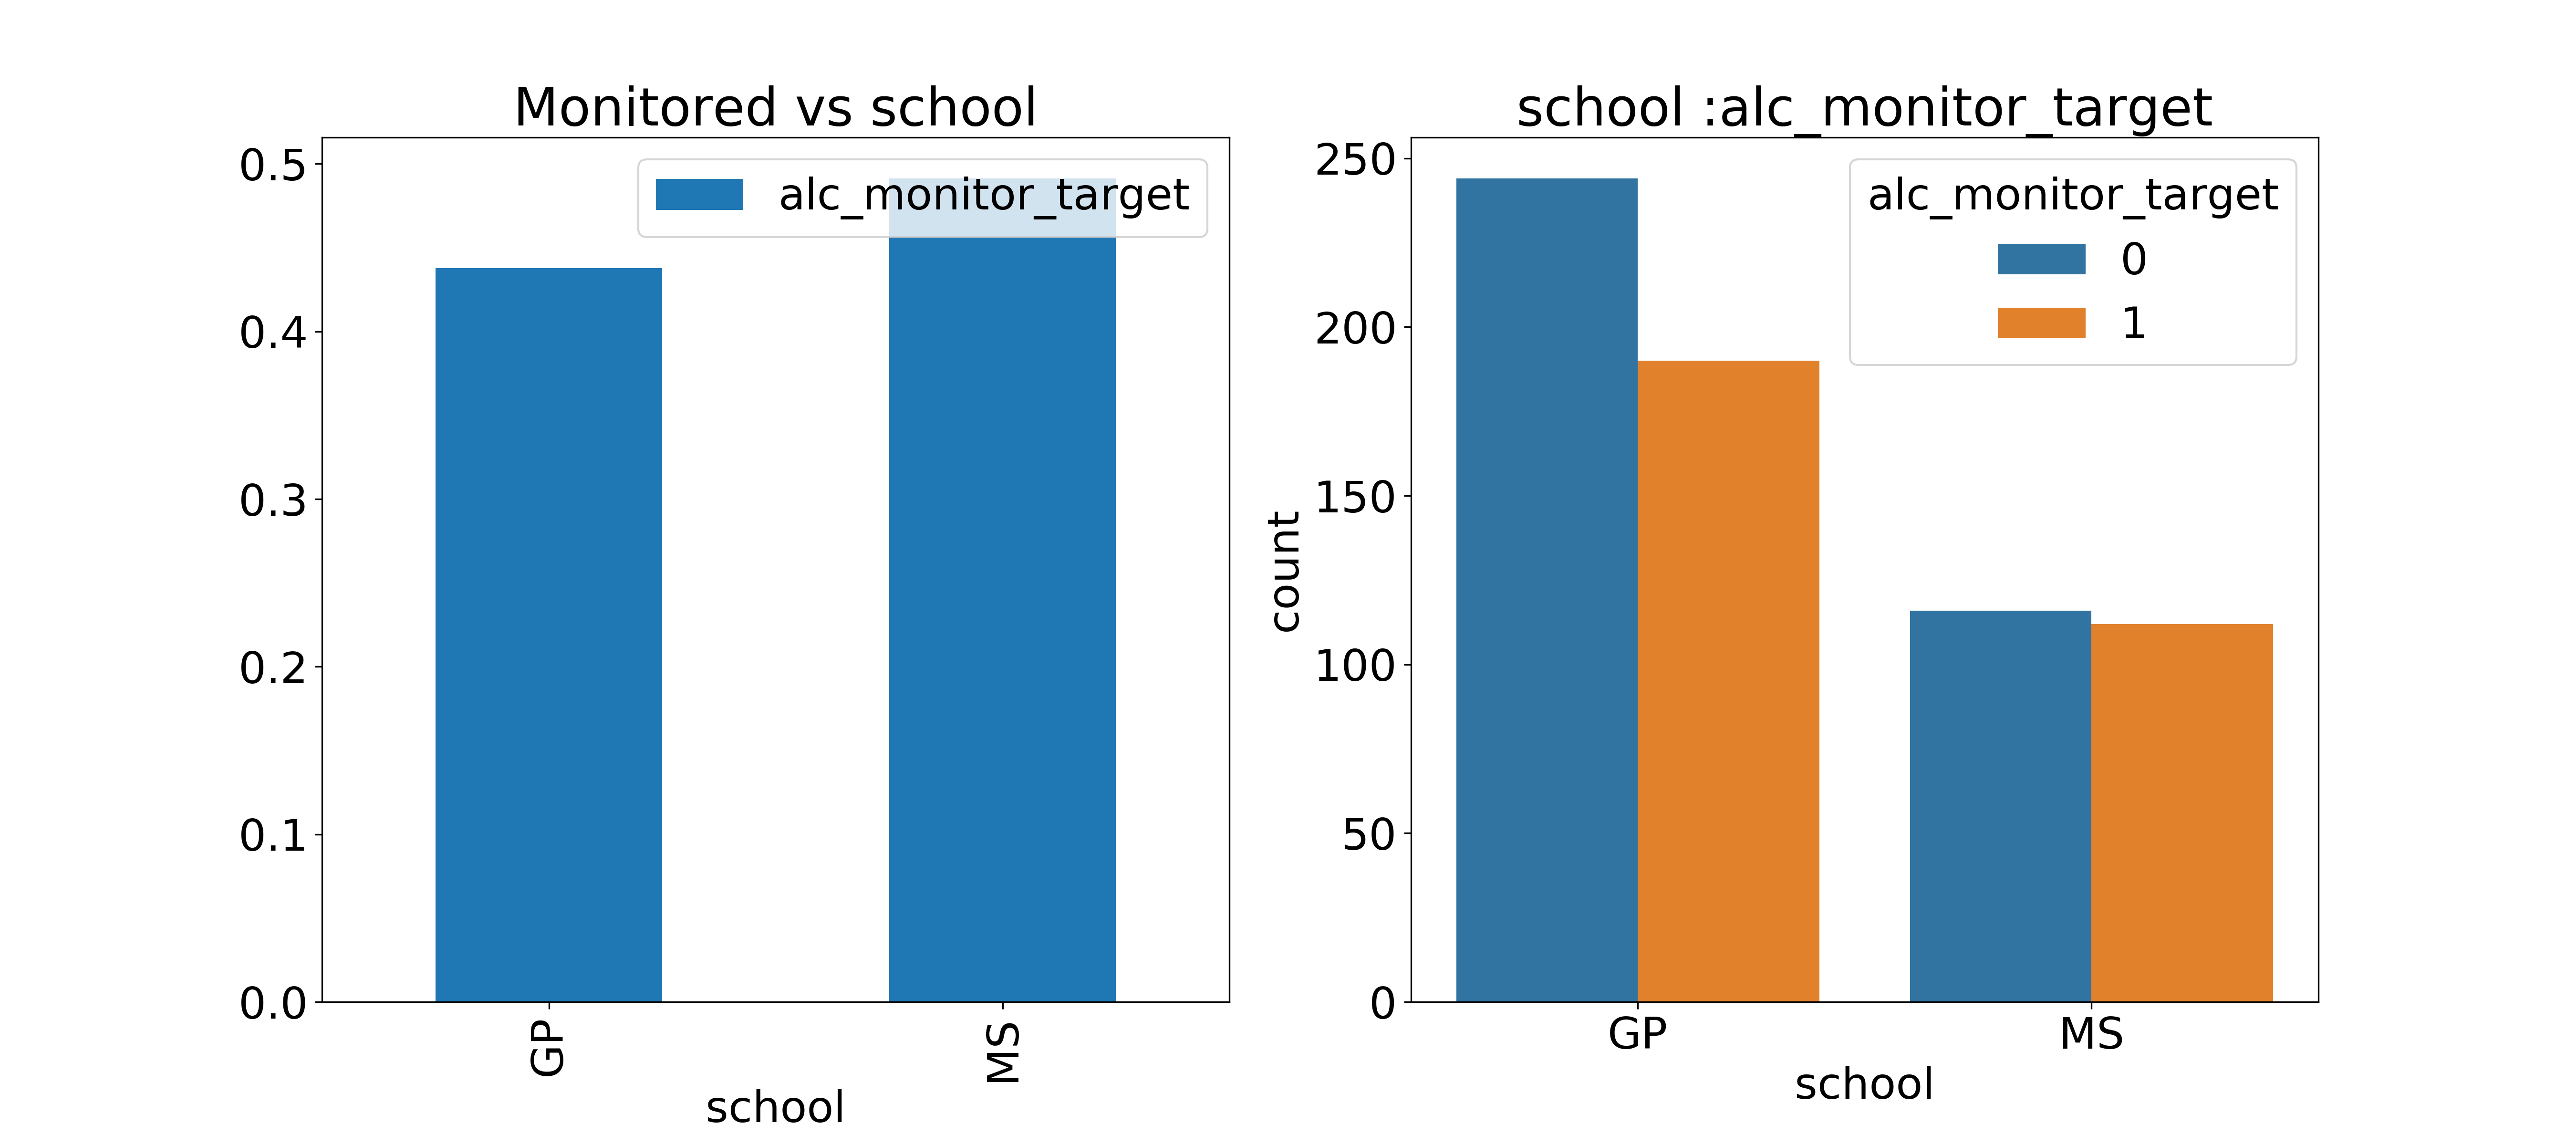 Monitored vs school
alc_monitor_target
0.5
0.4
0.3
0.2
0.1
0.0
GP
MS
school
school :alc_monitor_target
alc_monitor_target
0
1
count
250
200
150
100
50
0
GP
MS
school